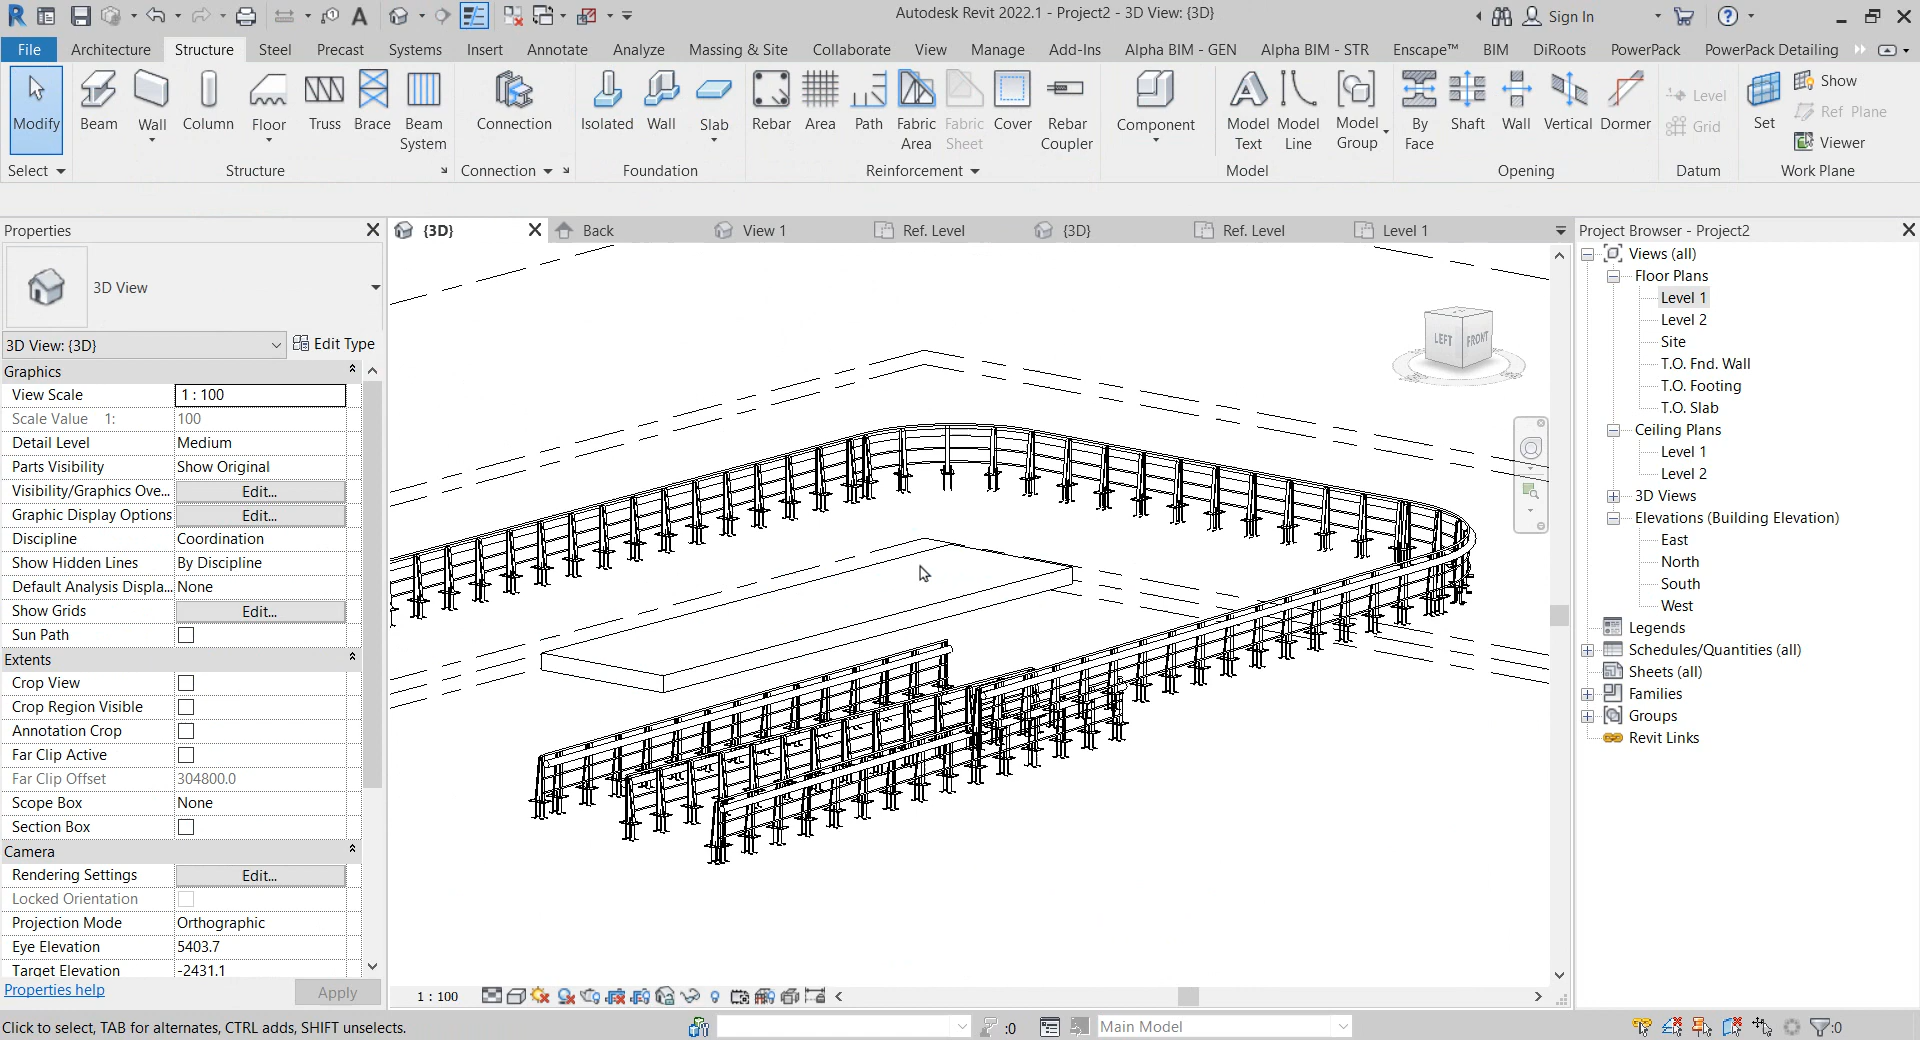 Autodesk Revit 2022.1 - Project2 - 3D View: {3D}
Sign In
File Architecture Structure Steel Precast Systems Insert Annotate Analyze Massing & Site Collaborate View Manage Add-Ins Alpha BIM - GEN Alpha BIM - STR Enscape™ BIM DiRoots PowerPack PowerPack Detailing
Modify Beam Wall Column Floor Truss Brace Beam System Connection Isolated Wall Slab Rebar Area Path Fabric Area Fabric Sheet Cover Rebar Coupler Component Model Text Model Line Model Group By Face Shaft Wall Vertical Dormer Level Grid Set Show Ref Plane Viewer
Select Structure Connection Foundation Reinforcement Model Opening Datum Work Plane
Properties
{3D} Back View 1 Ref. Level {3D} Ref. Level Level 1
3D View
3D View: {3D} Edit Type
Graphics
View Scale 1 : 100
Scale Value 1: 100
Detail Level Medium
Parts Visibility Show Original
Visibility/Graphics Ove... Edit...
Graphic Display Options Edit...
Discipline Coordination
Show Hidden Lines By Discipline
Default Analysis Displa... None
Show Grids Edit...
Sun Path
Extents
Crop View
Crop Region Visible
Annotation Crop
Far Clip Active
Far Clip Offset 304800.0
Scope Box None
Section Box
Camera
Rendering Settings Edit...
Locked Orientation
Projection Mode Orthographic
Eye Elevation 5403.7
Target Elevation -2431.1
Properties help Apply
LEFT FRONT
1 : 100
Project Browser - Project2
Views (all)
Floor Plans
Level 1
Level 2
Site
T.O. Fnd. Wall
T.O. Footing
T.O. Slab
Ceiling Plans
Level 1
Level 2
3D Views
Elevations (Building Elevation)
East
North
South
West
Legends
Schedules/Quantities (all)
Sheets (all)
Families
Groups
Revit Links
Click to select, TAB for alternates, CTRL adds, SHIFT unselects.
:0
Main Model
:0